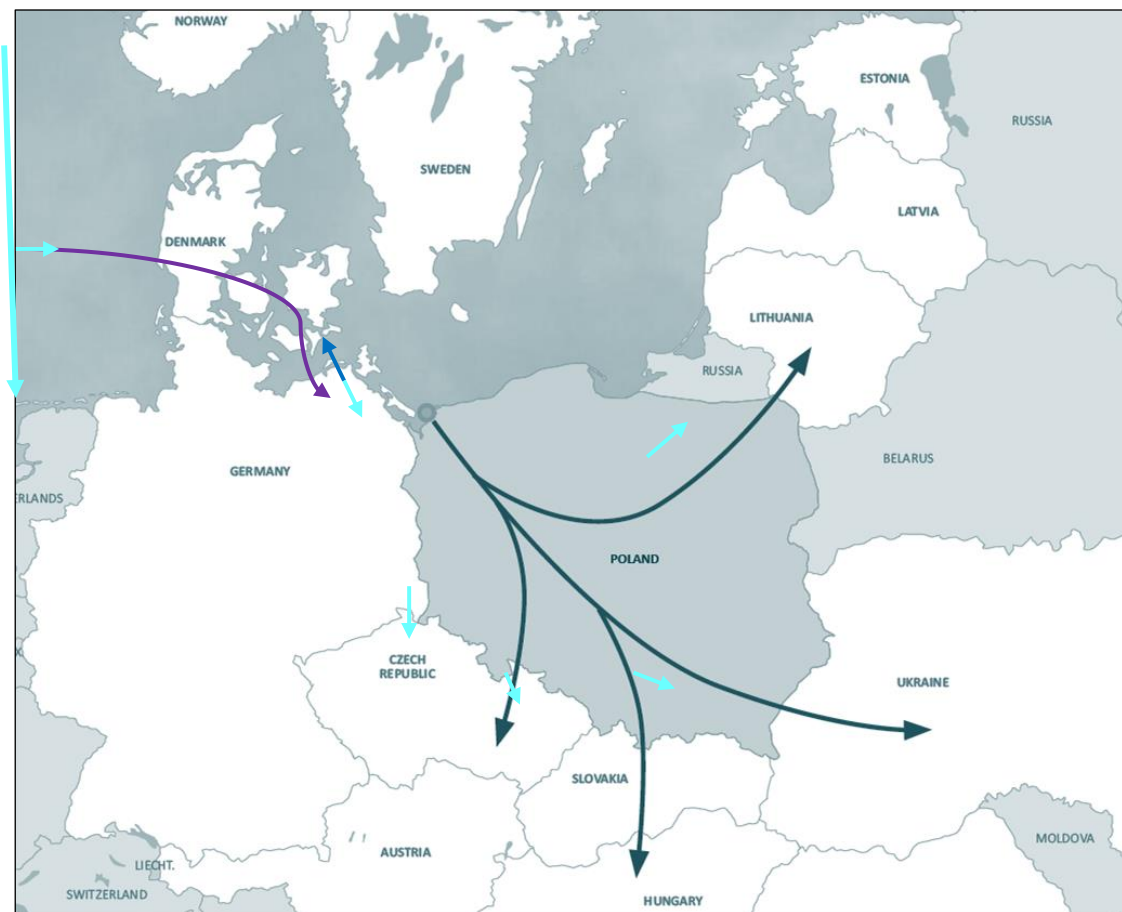 NORWAY
ESTONIA
RUSSIA
SWEDEN
LATVIA
DENMARK
LITHUANIA
RUSSIA
BELARUS
GERMANY
ERLANDS
POLAND
CZECH
REPUBLIC
UKRAINE
SLOVAKIA
MOLDOVA
AUSTRIA
LIECHT.
SWITZERLAND
HUNGARY